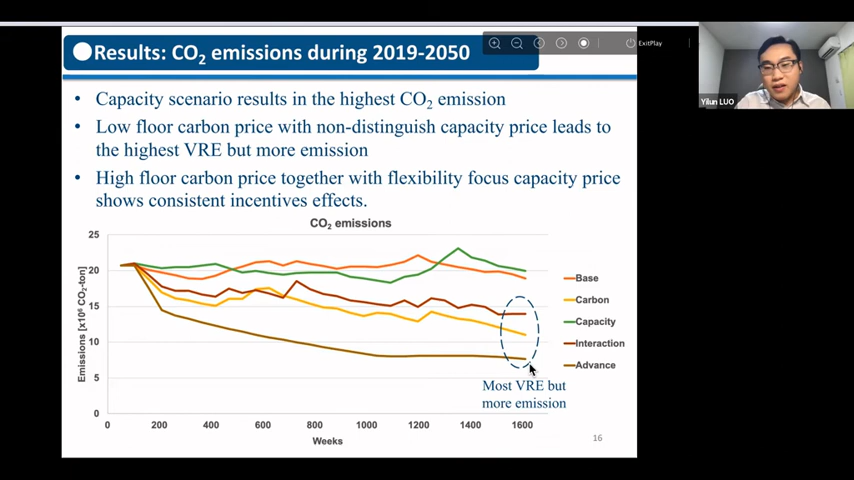 Results: CO₂ emissions during 2019-2050
ExitPlay
Yilun LUO
• Capacity scenario results in the highest CO₂ emission
• Low floor carbon price with non-distinguish capacity price leads to
the highest VRE but more emission
• High floor carbon price together with flexibility focus capacity price
shows consistent incentives effects.
CO₂ emissions
Emissions [x10⁶ CO₂-ton]
25
20
15
10
5
0
0 200 400 600 800 1000 1200 1400 1600
Weeks
Base
Carbon
Capacity
Interaction
Advance
Most VRE but
more emission
16